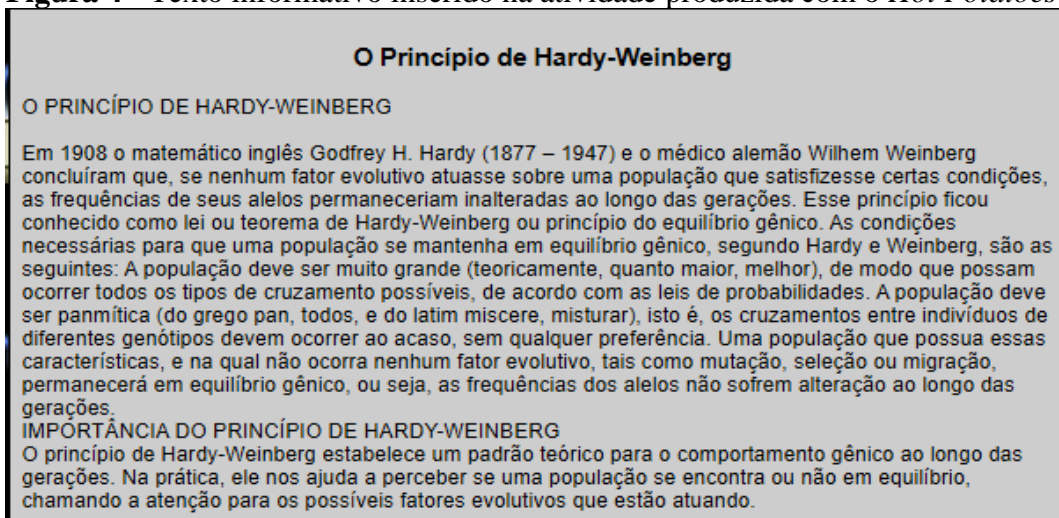 O Princípio de Hardy-Weinberg
O PRINCÍPIO DE HARDY-WEINBERG
Em 1908 o matemático inglês Godfrey H. Hardy (1877 – 1947) e o médico alemão Wilhem Weinberg
concluíram que, se nenhum fator evolutivo atuasse sobre uma população que satisfizesse certas condições,
as frequências de seus alelos permaneceriam inalteradas ao longo das gerações. Esse princípio ficou
conhecido como lei ou teorema de Hardy-Weinberg ou princípio do equilíbrio gênico. As condições
necessárias para que uma população se mantenha em equilíbrio gênico, segundo Hardy e Weinberg, são as
seguintes: A população deve ser muito grande (teoricamente, quanto maior, melhor), de modo que possam
ocorrer todos os tipos de cruzamento possíveis, de acordo com as leis de probabilidades. A população deve
ser panmítica (do grego pan, todos, e do latim miscere, misturar), isto é, os cruzamentos entre indivíduos de
diferentes genótipos devem ocorrer ao acaso, sem qualquer preferência. Uma população que possua essas
características, e na qual não ocorra nenhum fator evolutivo, tais como mutação, seleção ou migração,
permanecerá em equilíbrio gênico, ou seja, as frequências dos alelos não sofrem alteração ao longo das
gerações.
IMPORTÂNCIA DO PRINCÍPIO DE HARDY-WEINBERG
O princípio de Hardy-Weinberg estabelece um padrão teórico para o comportamento gênico ao longo das
gerações. Na prática, ele nos ajuda a perceber se uma população se encontra ou não em equilíbrio,
chamando a atenção para os possíveis fatores evolutivos que estão atuando.